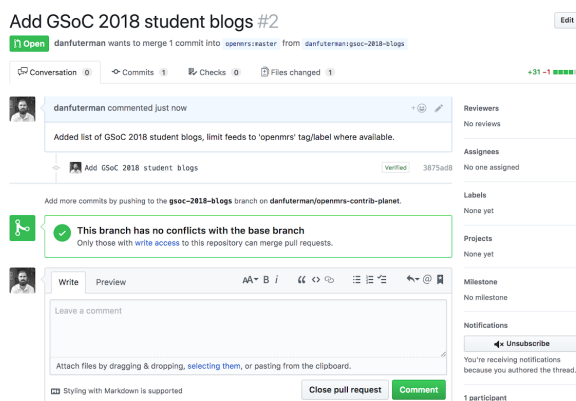 Add GSoC 2018 student blogs #2
Edit
Open danfuterman wants to merge 1 commit into openmrs:master from danfuterman:gsoc-2018-blogs
Conversation 0 Commits 1 Checks 0 Files changed 1 +31 −1
danfuterman commented just now
Added list of GSoC 2018 student blogs, limit feeds to 'openmrs' tag/label where available.
Add GSoC 2018 student blogs Verified 3875ad8
Add more commits by pushing to the gsoc-2018-blogs branch on danfuterman/openmrs-contrib-planet.
This branch has no conflicts with the base branch
Only those with write access to this repository can merge pull requests.
Write Preview AA B i
Leave a comment
Attach files by dragging & dropping, selecting them, or pasting from the clipboard.
Styling with Markdown is supported
Close pull request Comment
Reviewers
No reviews
Assignees
No one assigned
Labels
None yet
Projects
None yet
Milestone
No milestone
Notifications
Unsubscribe
You're receiving notifications
because you authored the thread.
1 participant